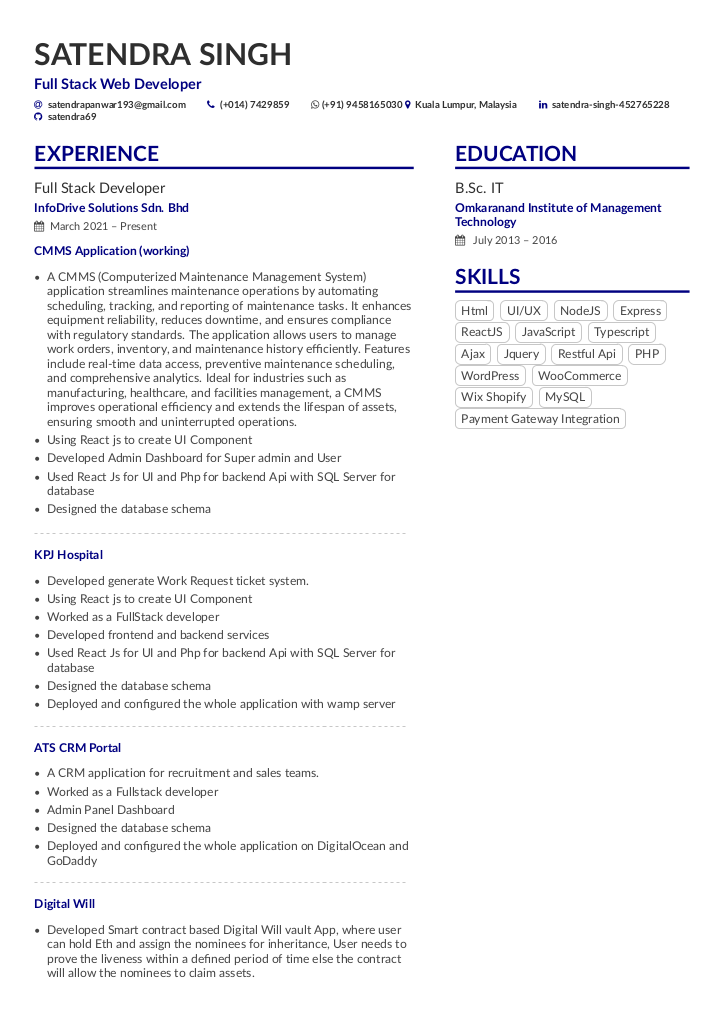 SATENDRA SINGH
Full Stack Web Developer
satendrapanwar193@gmail.com (+014) 7429859 (+91) 9458165030 Kuala Lumpur, Malaysia satendra-singh-452765228
satendra69
EXPERIENCE
Full Stack Developer
InfoDrive Solutions Sdn. Bhd
March 2021 – Present
CMMS Application (working)
• A CMMS (Computerized Maintenance Management System)
application streamlines maintenance operations by automating
scheduling, tracking, and reporting of maintenance tasks. It enhances
equipment reliability, reduces downtime, and ensures compliance
with regulatory standards. The application allows users to manage
work orders, inventory, and maintenance history efficiently. Features
include real-time data access, preventive maintenance scheduling,
and comprehensive analytics. Ideal for industries such as
manufacturing, healthcare, and facilities management, a CMMS
improves operational efficiency and extends the lifespan of assets,
ensuring smooth and uninterrupted operations.
• Using React js to create UI Component
• Developed Admin Dashboard for Super admin and User
• Used React Js for UI and Php for backend Api with SQL Server for
database
• Designed the database schema
KPJ Hospital
• Developed generate Work Request ticket system.
• Using React js to create UI Component
• Worked as a FullStack developer
• Developed frontend and backend services
• Used React Js for UI and Php for backend Api with SQL Server for
database
• Designed the database schema
• Deployed and configured the whole application with wamp server
ATS CRM Portal
• A CRM application for recruitment and sales teams.
• Worked as a Fullstack developer
• Admin Panel Dashboard
• Designed the database schema
• Deployed and configured the whole application on DigitalOcean and
GoDaddy
Digital Will
• Developed Smart contract based Digital Will vault App, where user
can hold Eth and assign the nominees for inheritance, User needs to
prove the liveness within a defined period of time else the contract
will allow the nominees to claim assets.
EDUCATION
B.Sc. IT
Omkaranand Institute of Management
Technology
July 2013 – 2016
SKILLS
Html UI/UX NodeJS Express
ReactJS JavaScript Typescript
Ajax Jquery Restful Api PHP
WordPress WooCommerce
Wix Shopify MySQL
Payment Gateway Integration